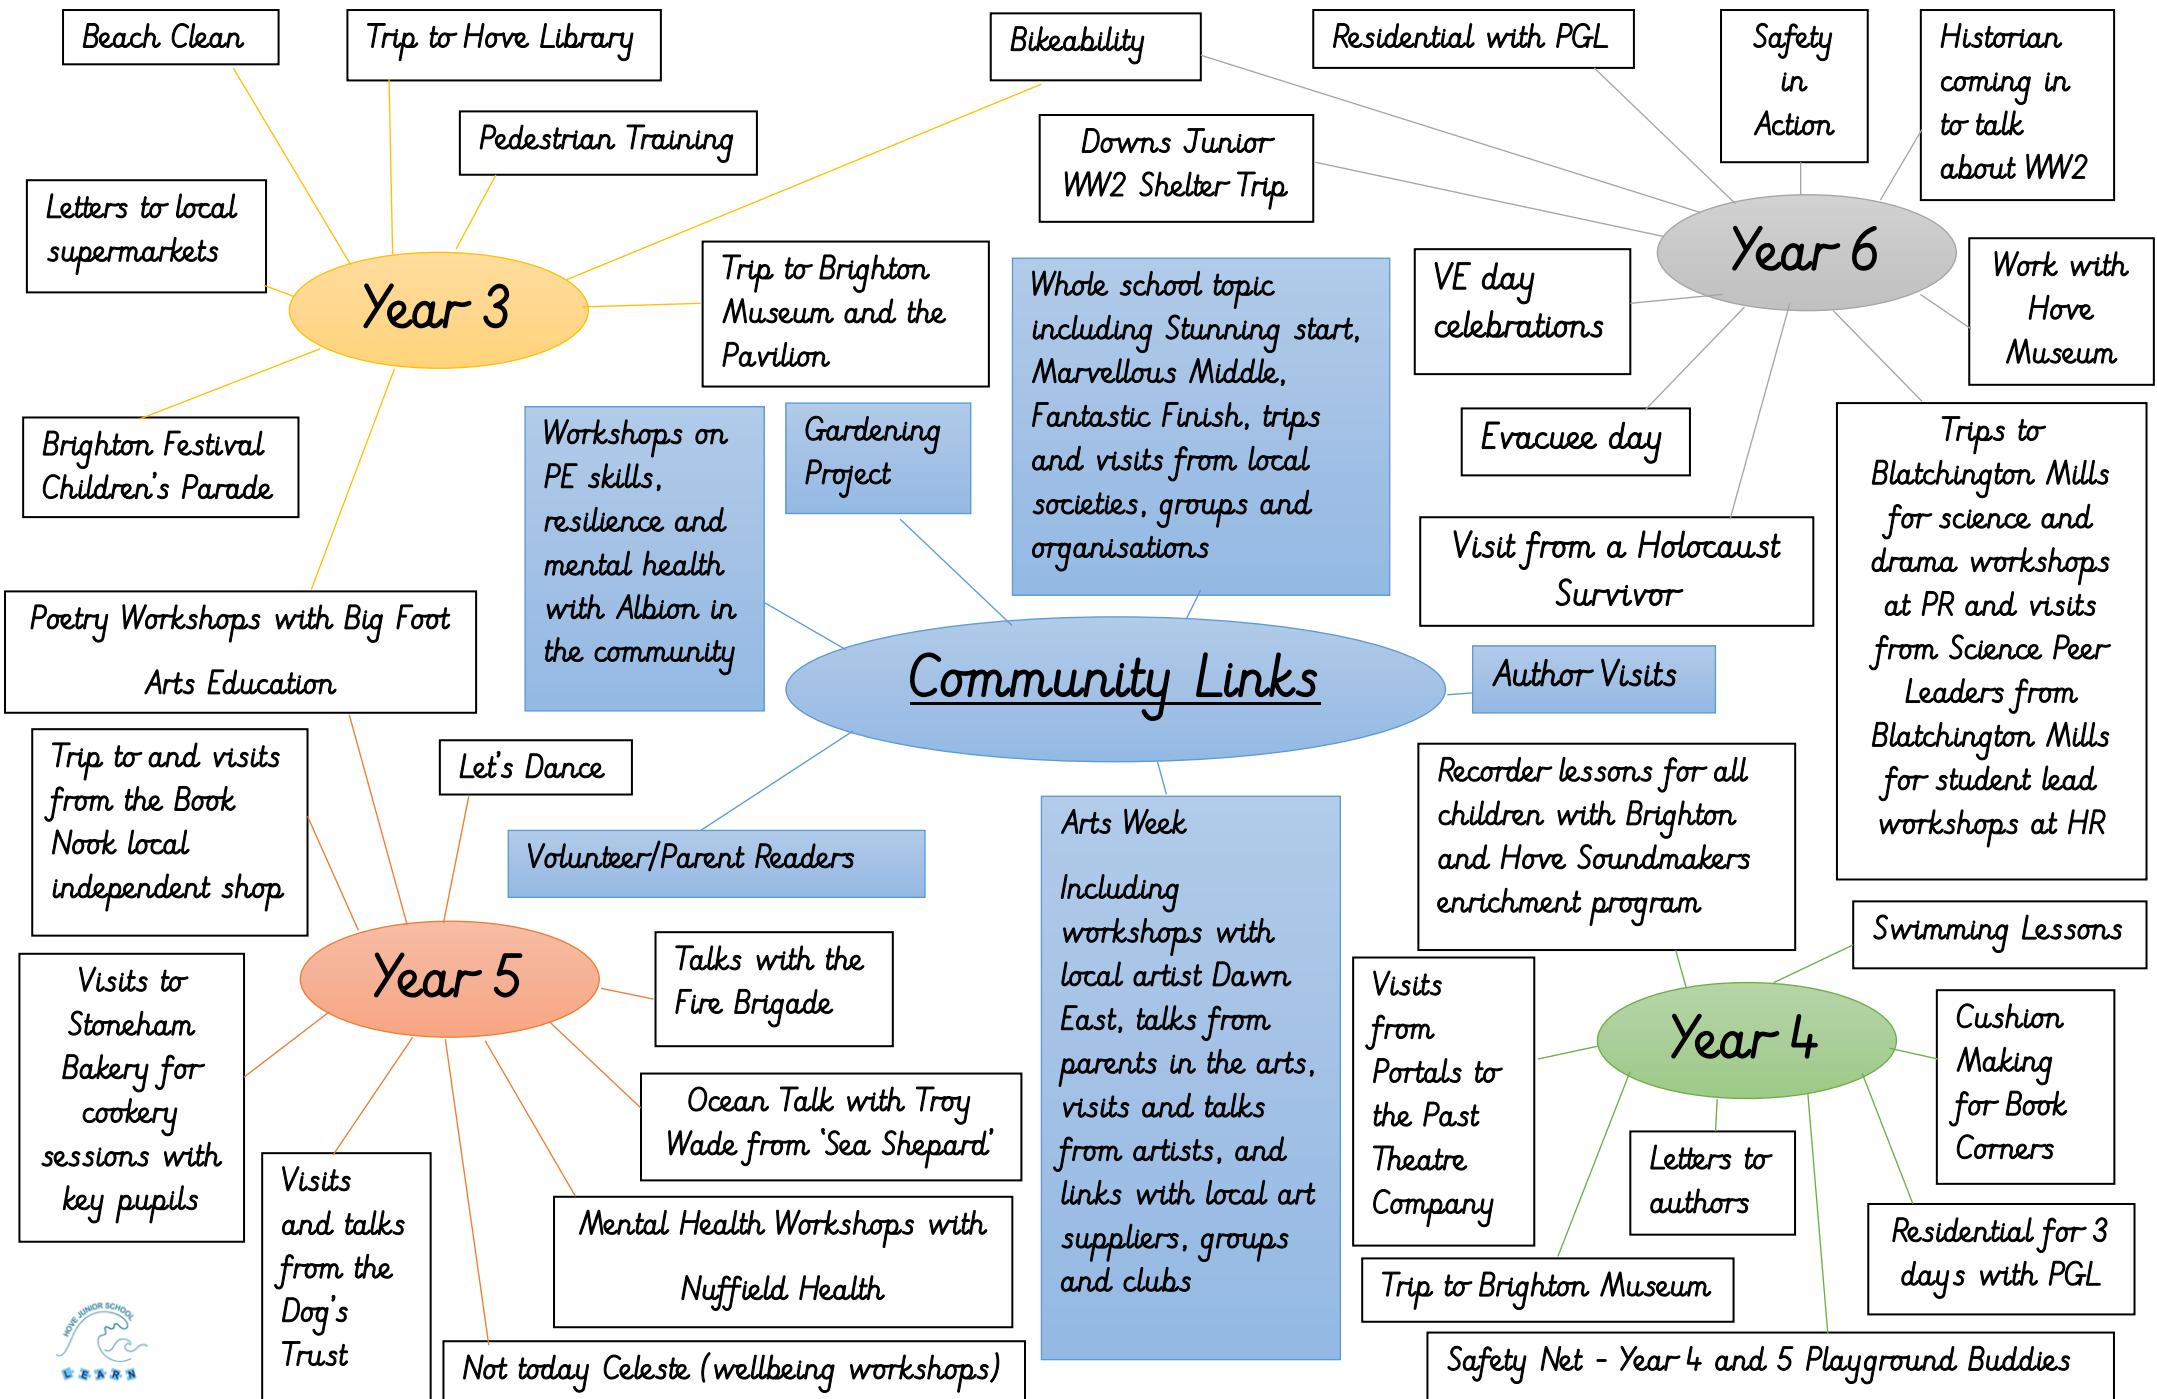 Beach Clean
Trip to Hove Library
Bikeability
Residential with PGL
Safety
in
Action
Historian
coming in
to talk
about WW2
Pedestrian Training
Downs Junior
WW2 Shelter Trip
Letters to local
supermarkets
Year 3
Year 6
Trip to Brighton
Museum and the
Pavilion
Whole school topic
including Stunning start,
Marvellous Middle,
Fantastic Finish, trips
and visits from local
societies, groups and
organisations
VE day
celebrations
Work with
Hove
Museum
Brighton Festival
Children's Parade
Workshops on
PE skills,
resilience and
mental health
with Albion in
the community
Gardening
Project
Evacuee day
Trips to
Blatchington Mills
for science and
drama workshops
at PR and visits
from Science Peer
Leaders from
Blatchington Mills
for student lead
workshops at HR
Visit from a Holocaust
Survivor
Poetry Workshops with Big Foot
Arts Education
Community Links
Author Visits
Trip to and visits
from the Book
Nook local
independent shop
Let's Dance
Volunteer/Parent Readers
Arts Week
Including
workshops with
local artist Dawn
East, talks from
parents in the arts,
visits and talks
from artists, and
links with local art
suppliers, groups
and clubs
Recorder lessons for all
children with Brighton
and Hove Soundmakers
enrichment program
Swimming Lessons
Year 5
Talks with the
Fire Brigade
Visits to
Stoneham
Bakery for
cookery
sessions with
key pupils
Visits
from
Portals to
the Past
Theatre
Company
Year 4
Cushion
Making
for Book
Corners
Ocean Talk with Troy
Wade from 'Sea Shepard'
Visits
and talks
from the
Dog's
Trust
Mental Health Workshops with
Nuffield Health
Letters to
authors
Residential for 3
days with PGL
Trip to Brighton Museum
Not today Celeste (wellbeing workshops)
Safety Net - Year 4 and 5 Playground Buddies
HOVE JUNIOR SCHOOL
LEARN